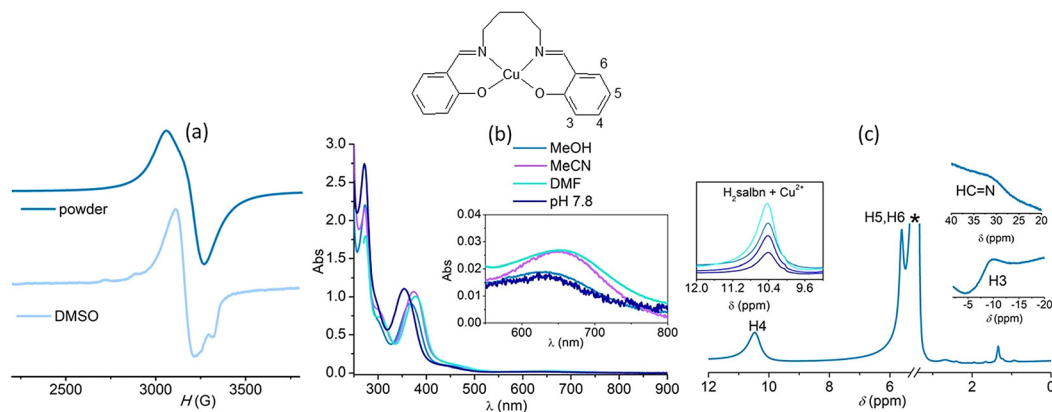 N
N
Cu
O
O
6
5
4
3
(a)
powder
DMSO
2500
3000
3500
H (G)
(b)
MeOH
MeCN
DMF
pH 7.8
Abs
3.0
2.5
2.0
1.5
1.0
0.5
0.0
250 300 400 500 600 700 800 900
λ (nm)
Abs
0.04
0.03
0.02
0.01
0.00
600 700 800
λ (nm)
(c)
H₂salbn + Cu²⁺
12.0 11.2 10.4 9.6
δ (ppm)
H4
H5,H6 *
HC=N
40 35 30 25 20
δ (ppm)
H3
-5 -10 -15 -20
δ (ppm)
12 10 8 6 2 0
δ (ppm)